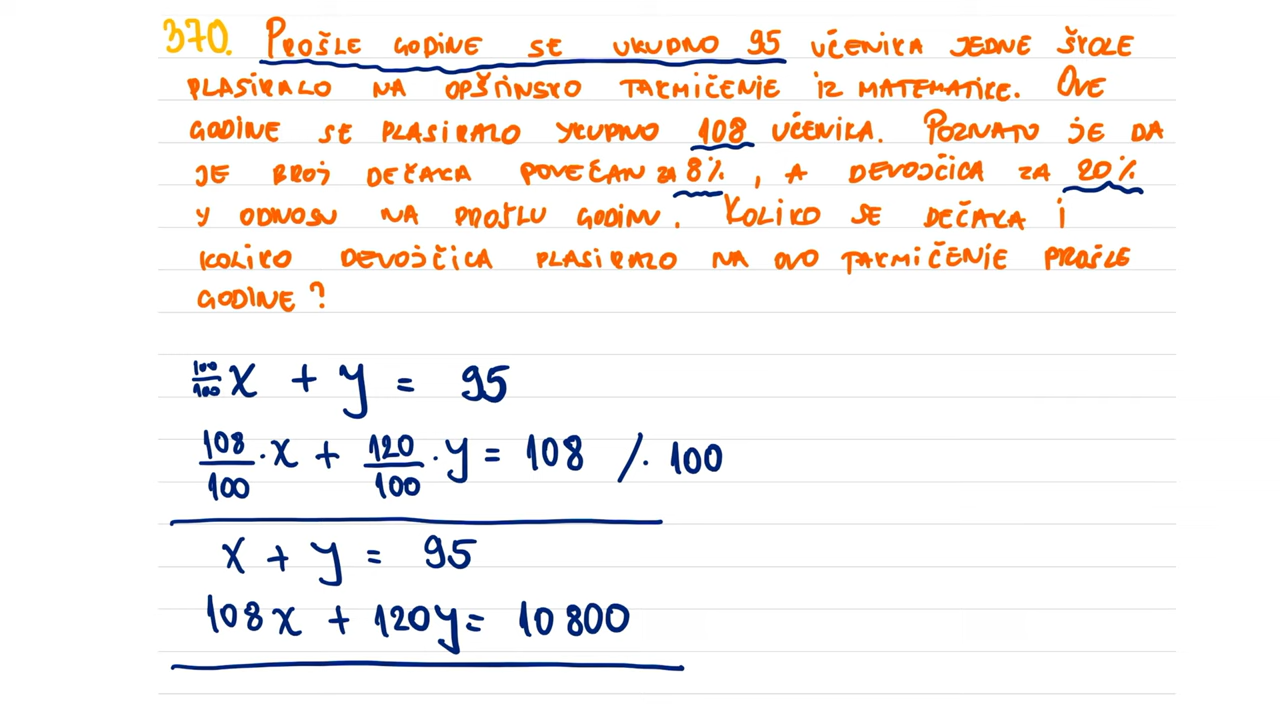 370. PROŠLE GODINE SE UKUPNO 95 UČENIKA JEDNE ŠKOLE
PLASIRALO NA OPŠTINSKO TAKMIČENJE IZ MATEMATIKE. OVE
GODINE SE PLASIRALO UKUPNO 108 UČENIKA. POZNATO JE DA
JE BROJ DEČAKA POVEĆAN ZA 8%, A DEVOJČICA ZA 20%
U ODNOSU NA PROŠLU GODINU. KOLIKO SE DEČAKA I
KOLIKO DEVOJČICA PLASIRALO NA OVO TAKMIČENJE PROŠLE
GODINE?
100/100 x + y = 95
108/100 · x + 120/100 · y = 108 /· 100
x + y = 95
108x + 120y = 10800